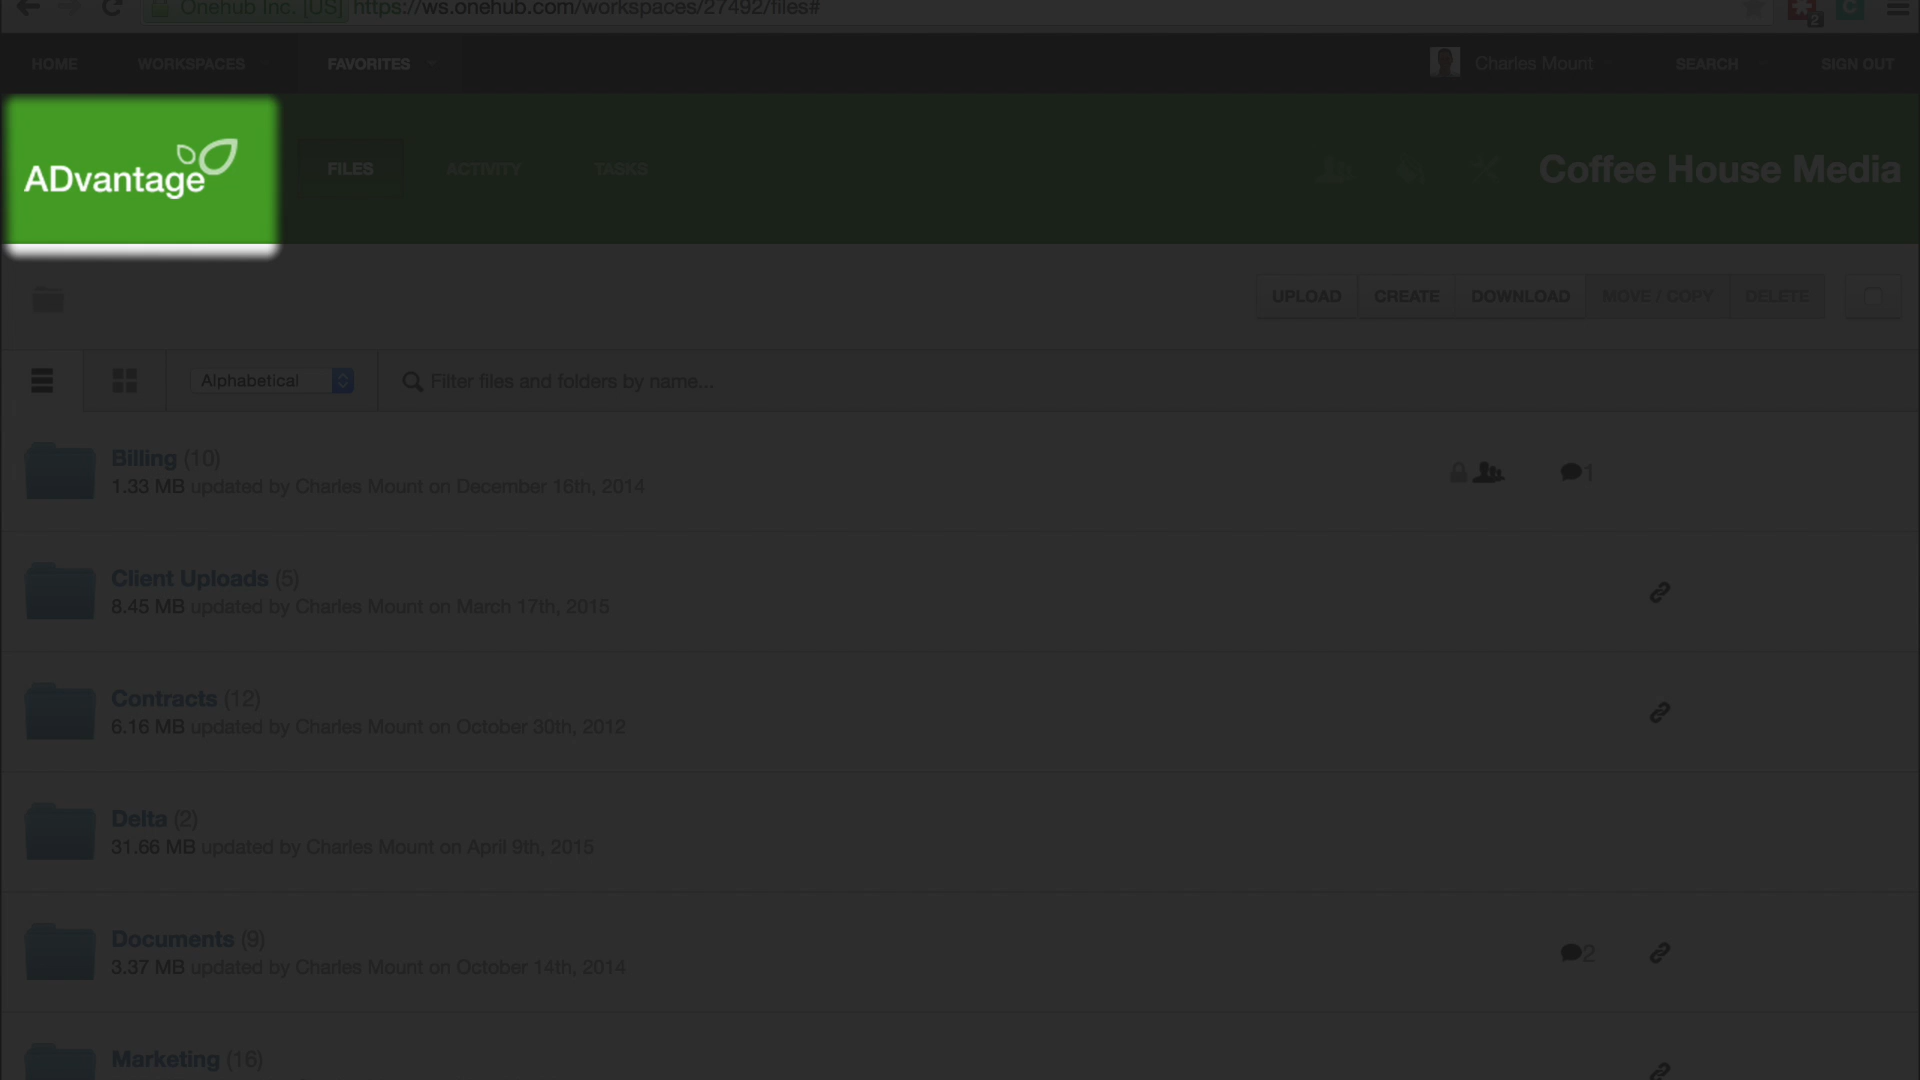 Onehub Inc. [US] https://ws.onehub.com/workspaces/27492/files#
2
C
HOME WORKSPACES FAVORITES Charles Mount SEARCH SIGN OUT
ADvantage FILES ACTIVITY TASKS Coffee House Media
UPLOAD CREATE DOWNLOAD MOVE / COPY DELETE
Alphabetical Filter files and folders by name...
Billing (10)
1.33 MB updated by Charles Mount on December 16th, 2014
1
Client Uploads (5)
8.45 MB updated by Charles Mount on March 17th, 2015
Contracts (12)
6.16 MB updated by Charles Mount on October 30th, 2012
Delta (2)
31.66 MB updated by Charles Mount on April 9th, 2015
Documents (9)
3.37 MB updated by Charles Mount on October 14th, 2014
2
Marketing (16)